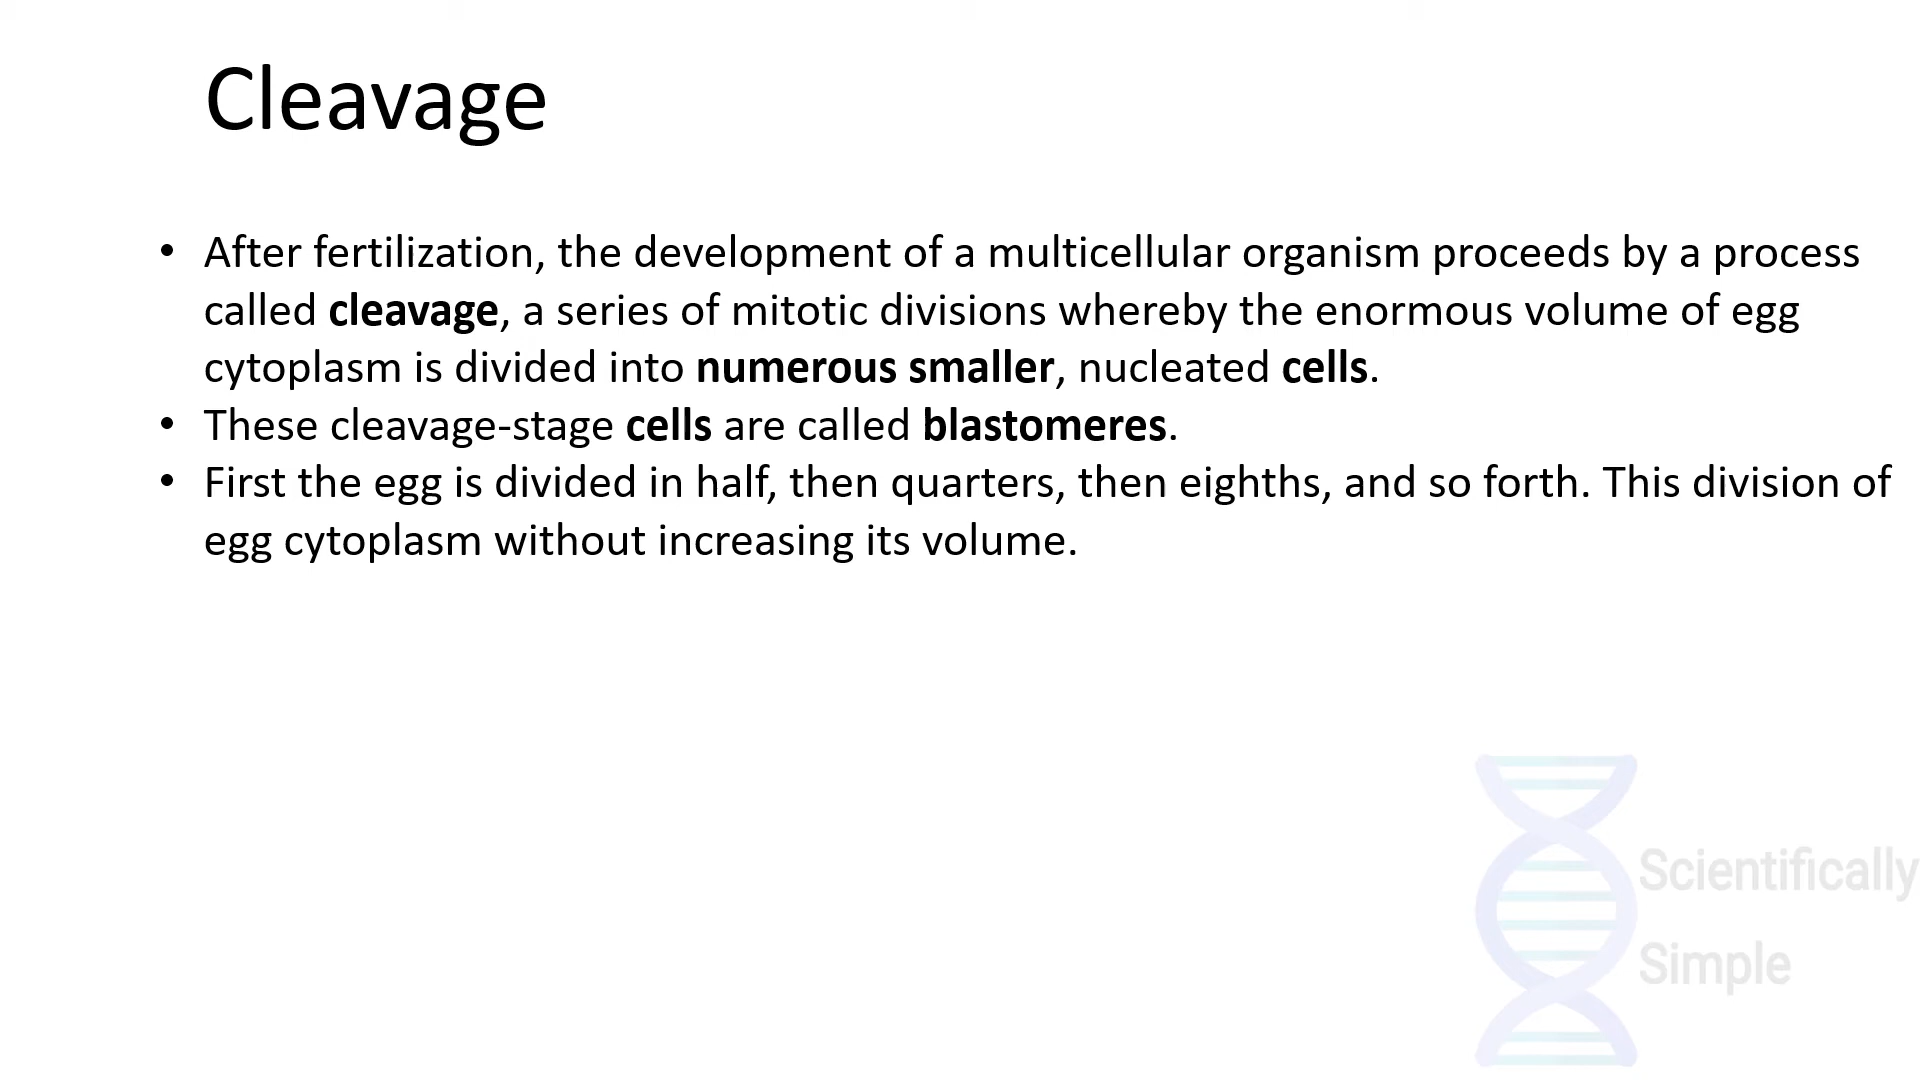 Cleavage
• After fertilization, the development of a multicellular organism proceeds by a process
called cleavage, a series of mitotic divisions whereby the enormous volume of egg
cytoplasm is divided into numerous smaller, nucleated cells.
• These cleavage-stage cells are called blastomeres.
• First the egg is divided in half, then quarters, then eighths, and so forth. This division of
egg cytoplasm without increasing its volume.
Scientifically
Simple